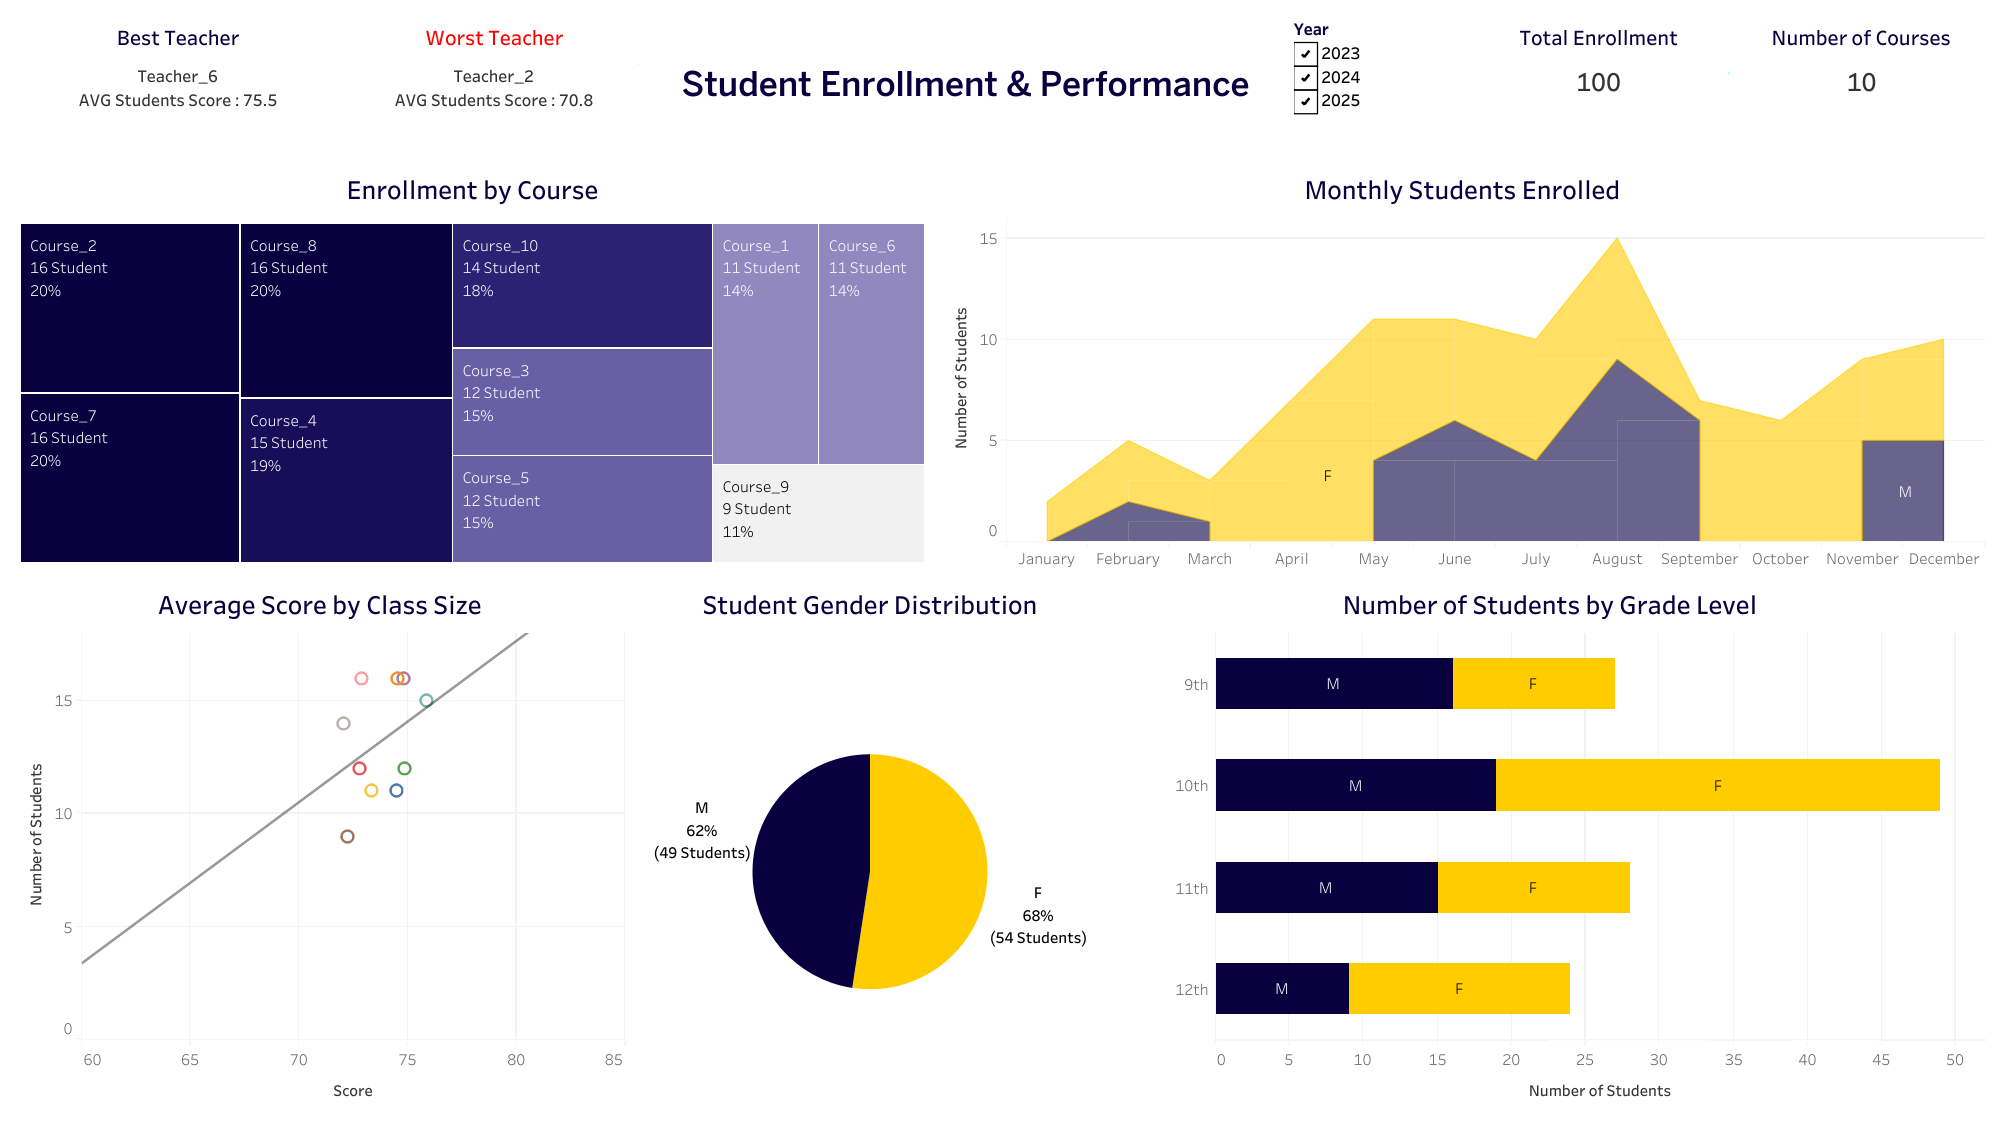 Best Teacher
Teacher_6
AVG Students Score : 75.5
Worst Teacher
Teacher_2
AVG Students Score : 70.8
Student Enrollment & Performance
Year
2023
2024
2025
Total Enrollment
100
Number of Courses
10
Enrollment by Course
Course_2
16 Student
20%
Course_8
16 Student
20%
Course_10
14 Student
18%
Course_1
11 Student
14%
Course_6
11 Student
14%
Course_7
16 Student
20%
Course_4
15 Student
19%
Course_3
12 Student
15%
Course_5
12 Student
15%
Course_9
9 Student
11%
Monthly Students Enrolled
Number of Students
15
10
5
0
F
M
January February March April May June July August September October November December
Average Score by Class Size
Number of Students
15
10
5
0
60 65 70 75 80 85
Score
Student Gender Distribution
M
62%
(49 Students)
F
68%
(54 Students)
Number of Students by Grade Level
9th M F
10th M F
11th M F
12th M F
0 5 10 15 20 25 30 35 40 45 50
Number of Students